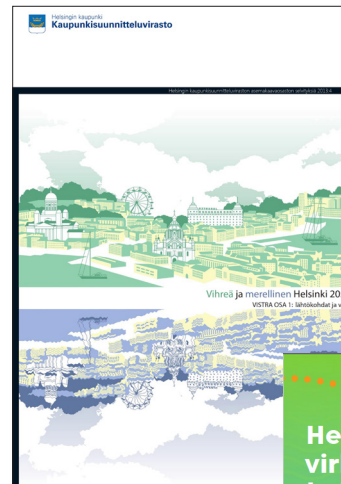 Helsingin kaupunki
Kaupunkisuunnitteluvirasto
Helsingin kaupunkisuunnitteluviraston asemakaavaosaston selvityksiä 2013:4
Vihreä ja merellinen Helsinki 20
VISTRA OSA 1: lähtökohdat ja v
He
vir